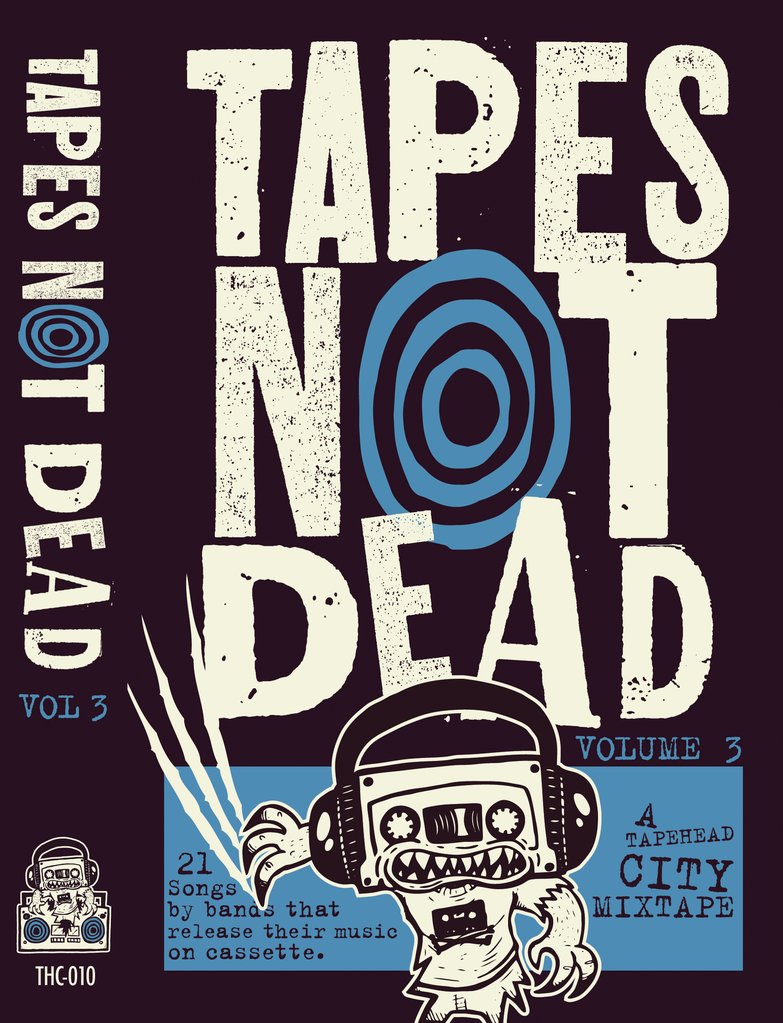 TAPES NOT DEAD
VOL 3
THC-010
TAPES
NOT
DEAD
VOLUME 3
21
Songs
by bands that
release their music
on cassette.
A
TAPEHEAD
CITY
MIXTAPE